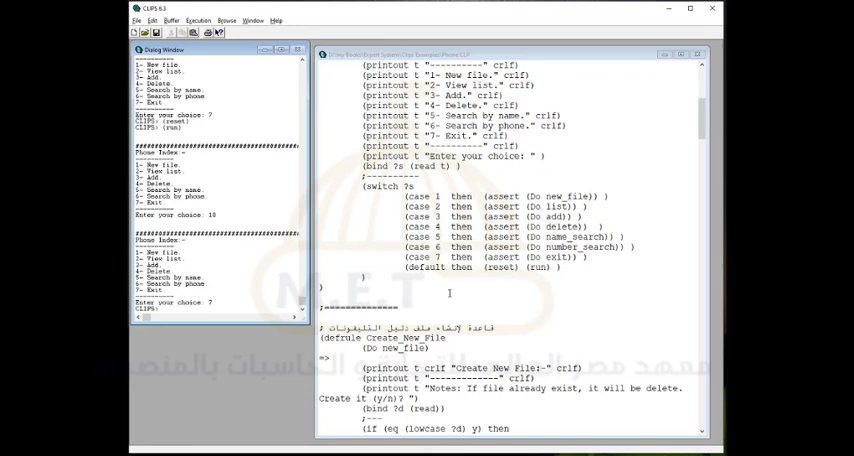 CLIPS 6.3
File Edit Buffer Execution Browse Window Help
Dialog Window
----------
1- New file.
2- View list.
3- Add.
4- Delete.
5- Search by name.
6- Search by phone.
7- Exit.
----------
Enter your choice: 7
CLIPS> (reset)
CLIPS> (run)
Phone Index:-
----------
1- New file.
2- View list.
3- Add.
4- Delete.
5- Search by name.
6- Search by phone.
7- Exit.
----------
Enter your choice: 10
Phone Index:-
----------
1- New file.
2- View list.
3- Add.
4- Delete.
5- Search by name.
6- Search by phone.
7- Exit.
----------
Enter your choice: 7
CLIPS>
(printout t "----------" crlf)
(printout t "1- New file." crlf)
(printout t "2- View list." crlf)
(printout t "3- Add." crlf)
(printout t "4- Delete." crlf)
(printout t "5- Search by name." crlf)
(printout t "6- Search by phone." crlf)
(printout t "7- Exit." crlf)
(printout t "----------" crlf)
(printout t "Enter your choice: " )
(bind ?s (read t) )
;----------
(switch ?s
(case 1 then (assert (Do new_file)) )
(case 2 then (assert (Do list)) )
(case 3 then (assert (Do add)) )
(case 4 then (assert (Do delete)) )
(case 5 then (assert (Do name_search)) )
(case 6 then (assert (Do number_search)) )
(case 7 then (assert (Do exit)) )
(default then (reset) (run) )
)
)
;==============
; قاعدة لإنشاء ملف دليل التليفونات
(defrule Create_New_File
(Do new_file)
=>
(printout t crlf "Create New File:-" crlf)
(printout t "-------------" crlf)
(printout t "Notes: If file already exist, it will be delete.
Create it (y/n)? ")
(bind ?d (read))
;---
(if (eq (lowcase ?d) y) then
M.E.T